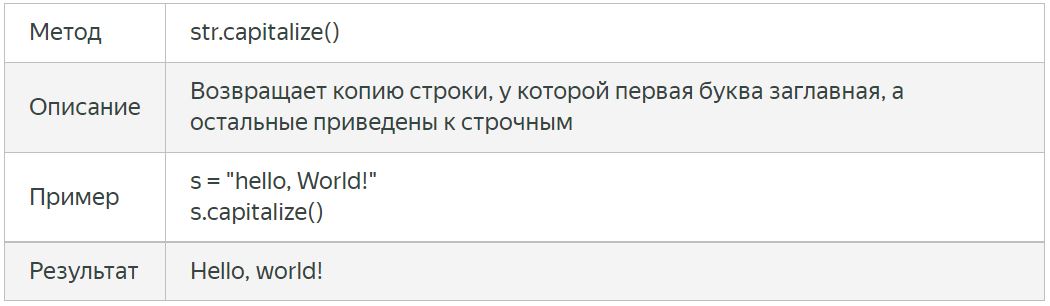 Метод
str.capitalize()
Описание
Возвращает копию строки, у которой первая буква заглавная, а
остальные приведены к строчным
Пример
s = "hello, World!"
s.capitalize()
Результат
Hello, world!